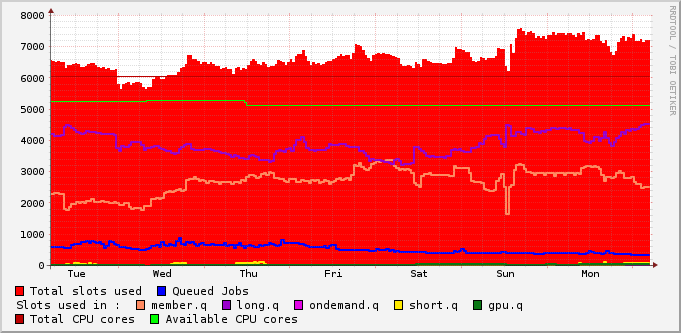 8000
7000
6000
5000
4000
3000
2000
1000
0
Tue Wed Thu Fri Sat Sun Mon
Total slots used Queued Jobs
Slots used in : member.q long.q ondemand.q short.q gpu.q
Total CPU cores Available CPU cores
RRDTOOL / TOBI OETIKER